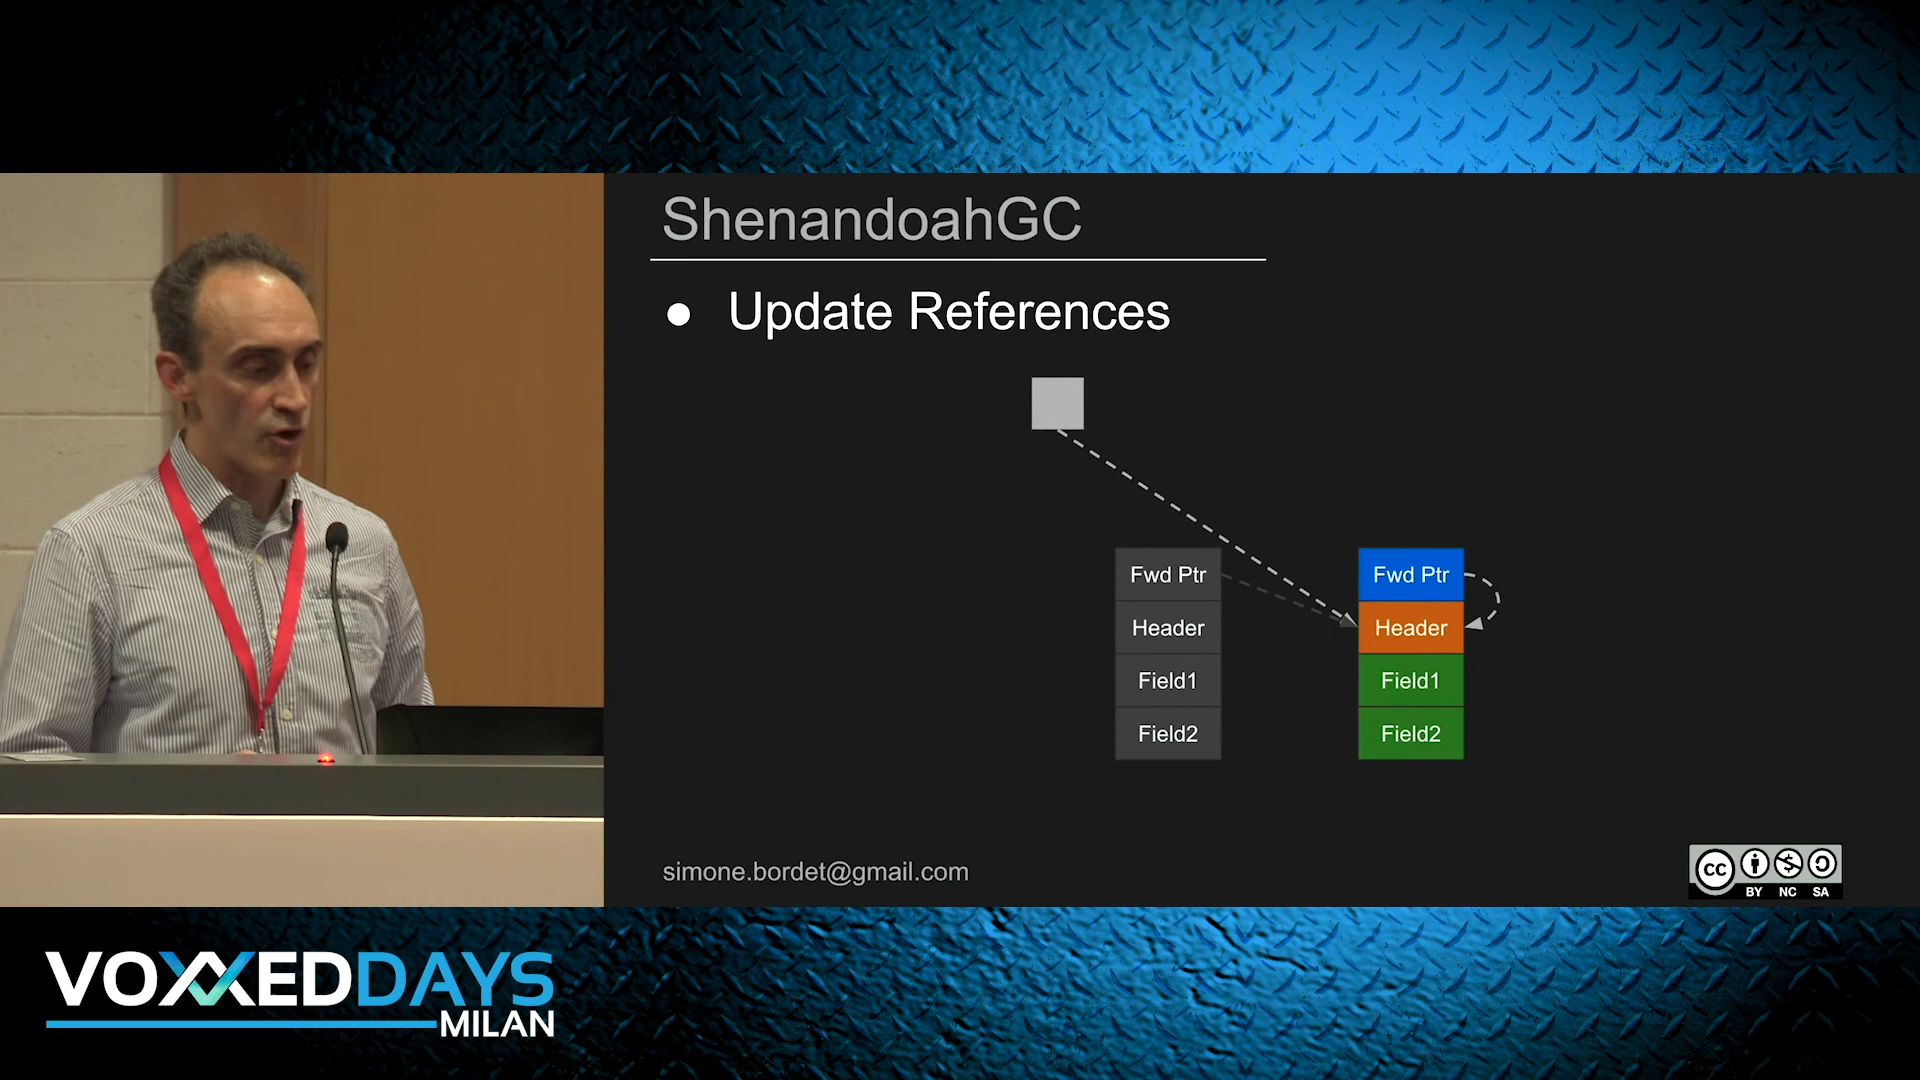 ShenandoahGC
● Update References
Fwd Ptr
Header
Field1
Field2
Fwd Ptr
Header
Field1
Field2
simone.bordet@gmail.com
cc
BY NC SA
VOXXEDDAYS
MILAN